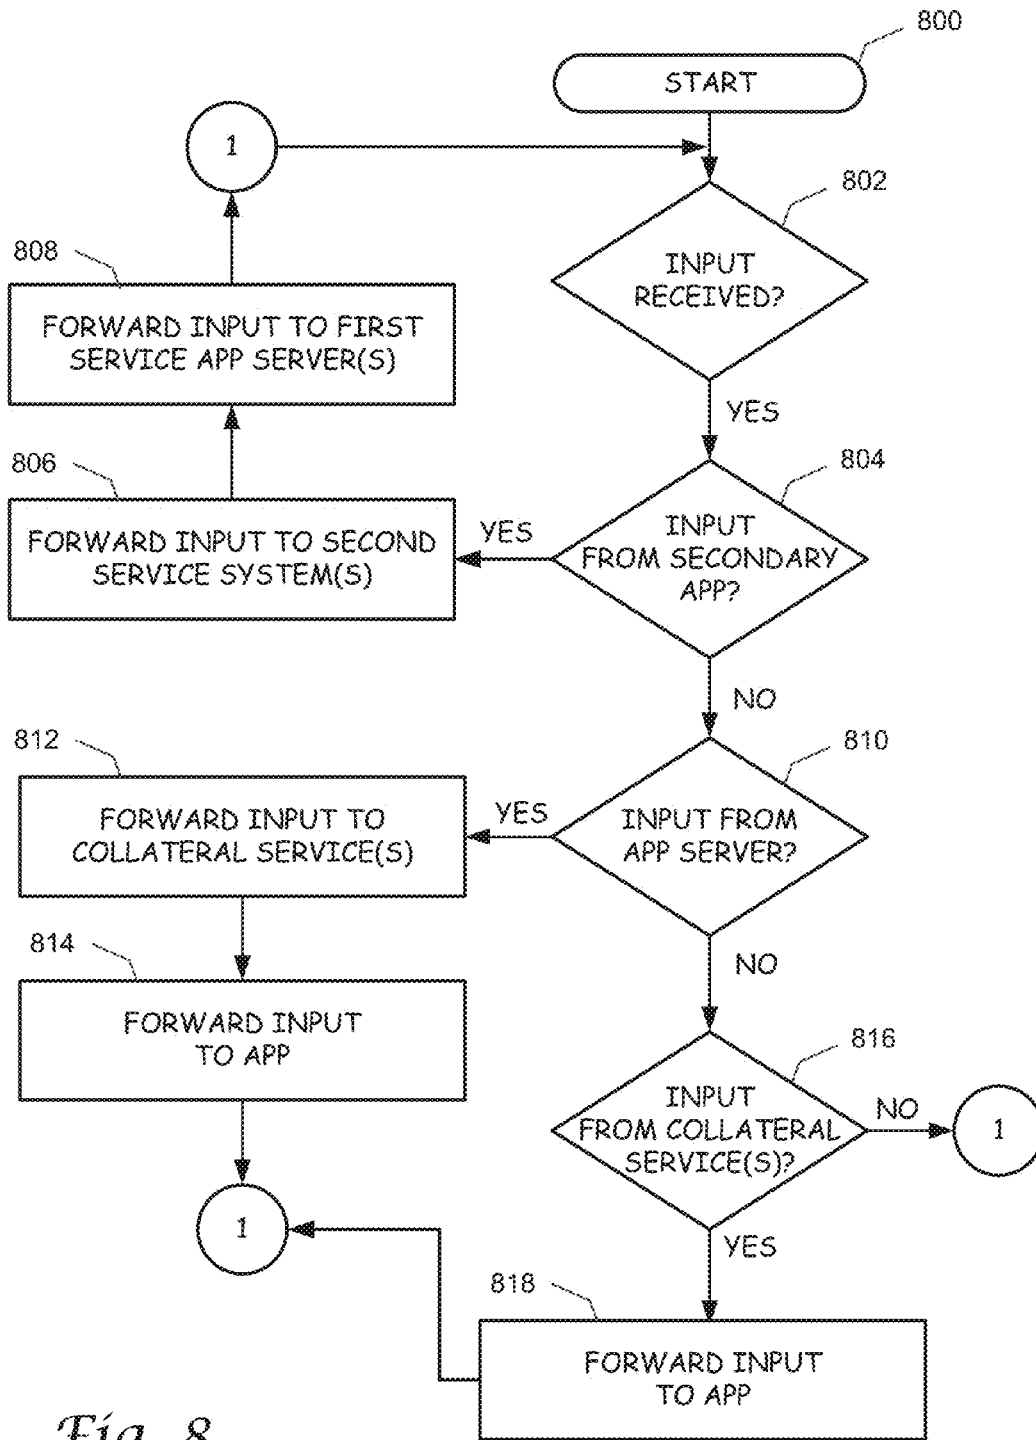 800
START
1
802
INPUT
RECEIVED?
808
FORWARD INPUT TO FIRST
SERVICE APP SERVER(S)
YES
804
INPUT
FROM SECONDARY
APP?
806
YES
FORWARD INPUT TO SECOND
SERVICE SYSTEM(S)
NO
810
INPUT FROM
APP SERVER?
812
YES
FORWARD INPUT TO
COLLATERAL SERVICE(S)
814
FORWARD INPUT
TO APP
NO
816
INPUT
FROM COLLATERAL
SERVICE(S)?
NO
1
1
YES
818
FORWARD INPUT
TO APP
Fig. 8